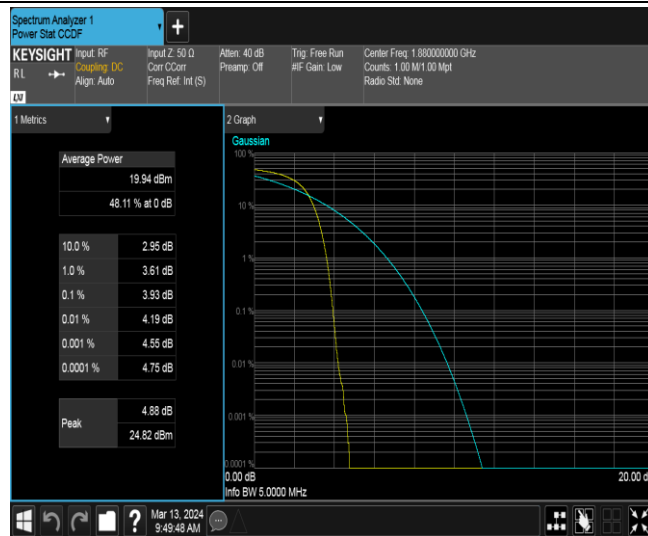 Spectrum Analyzer 1
Power Stat CCDF
+
KEYSIGHT Input: RF Input Z: 50 Ω Atten: 40 dB Trig: Free Run Center Freq: 1.880000000 GHz
RL Coupling: DC Corr CCorr Preamp: Off #IF Gain: Low Counts: 1.00 M/1.00 Mpt
Align: Auto Freq Ref: Int (S) Radio Std: None
LXI
1 Metrics
2 Graph
Average Power
19.94 dBm
48.11 % at 0 dB
10.0 % 2.95 dB
1.0 % 3.61 dB
0.1 % 3.93 dB
0.01 % 4.19 dB
0.001 % 4.55 dB
0.0001 % 4.75 dB
Peak 4.88 dB
24.82 dBm
Gaussian
100 %
10 %
1 %
0.1 %
0.01 %
0.001 %
0.0001 %
0.00 dB 20.00 d
Info BW 5.0000 MHz
? Mar 13, 2024
9:49:48 AM